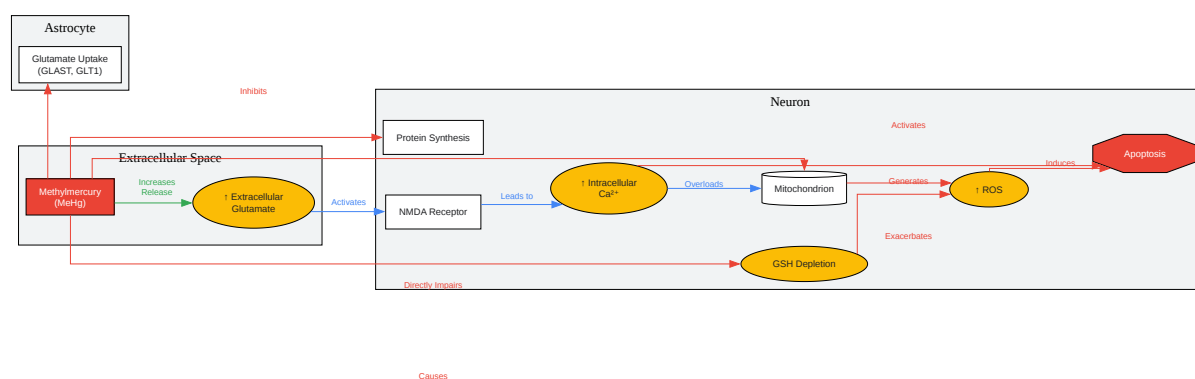 Astrocyte
Glutamate Uptake
(GLAST, GLT1)
Inhibits
Neuron
Protein Synthesis
Activates
Extracellular Space
Methylmercury
(MeHg)
Increases
Release
↑ Extracellular
Glutamate
Activates
NMDA Receptor
Leads to
↑ Intracellular
Ca²⁺
Overloads
Mitochondrion
Generates
↑ ROS
Induces
Apoptosis
Exacerbates
GSH Depletion
Directly Impairs
Causes